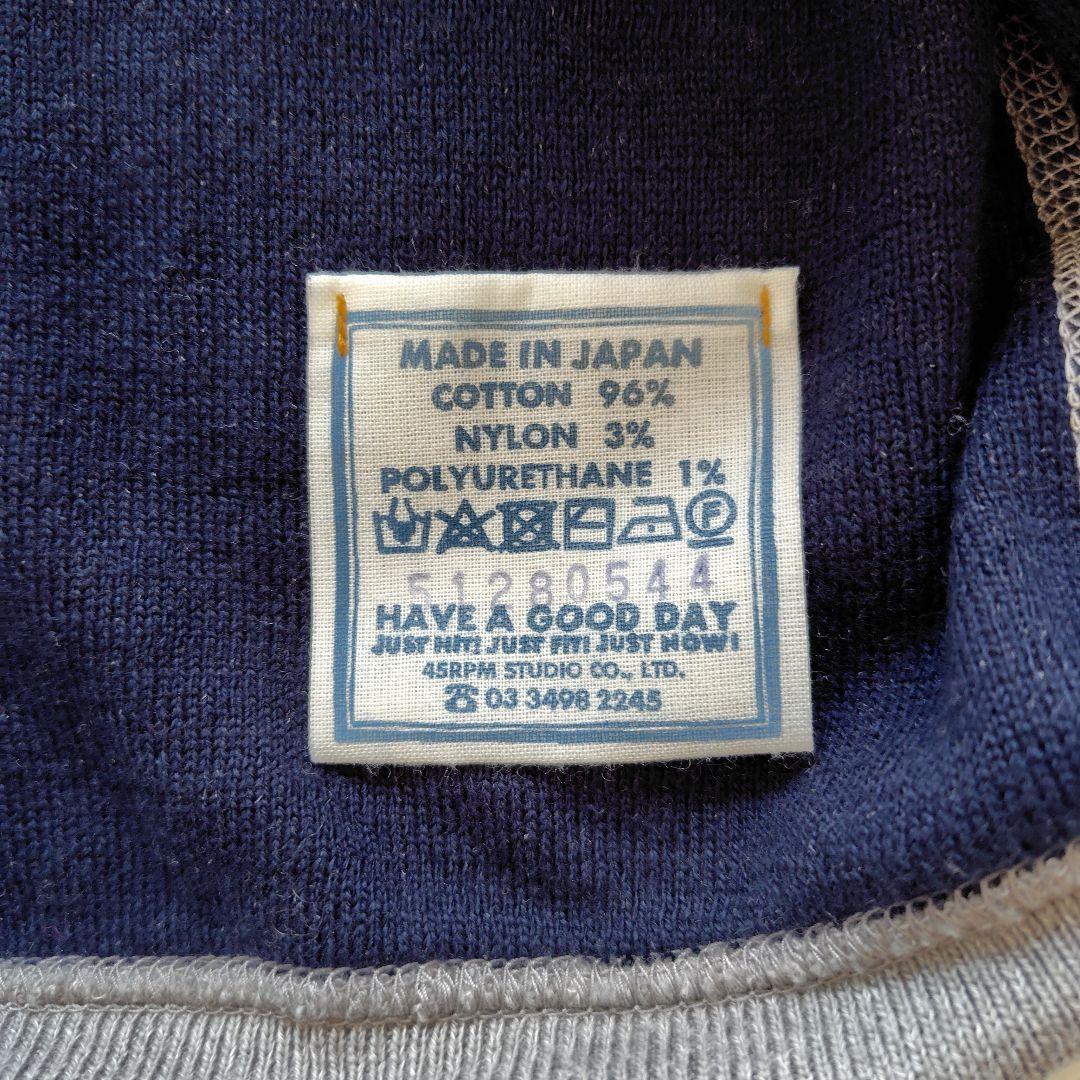 MADE IN JAPAN
COTTON 96%
NYLON 3%
POLYURETHANE 1%
F
51280544
HAVE A GOOD DAY
JUST HIT! JUST FIT! JUST NOW!
45RPM STUDIO CO., LTD.
☎ 03 3498 2245